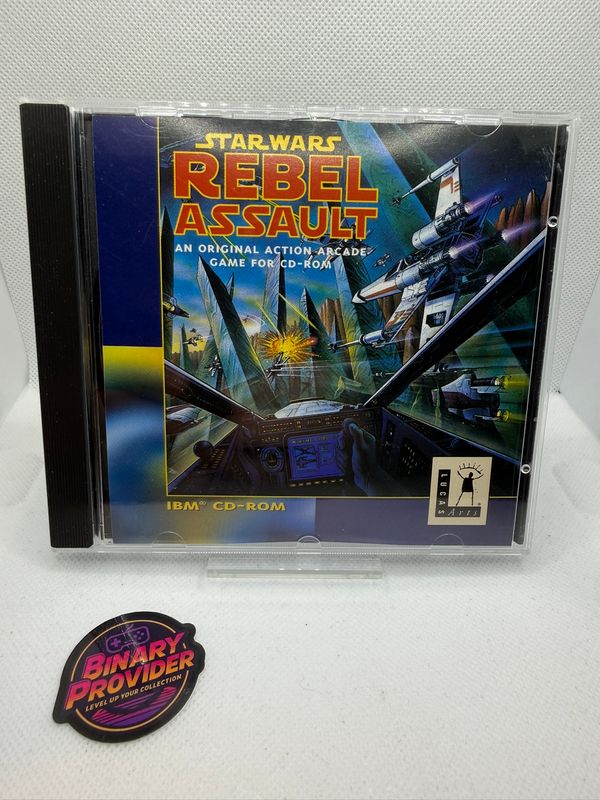 STAR WARS
REBEL
ASSAULT
AN ORIGINAL ACTION ARCADE
GAME FOR CD-ROM
IBM® CD-ROM
LUCAS
Arts
BINARY
PROVIDER
LEVEL UP YOUR COLLECTION